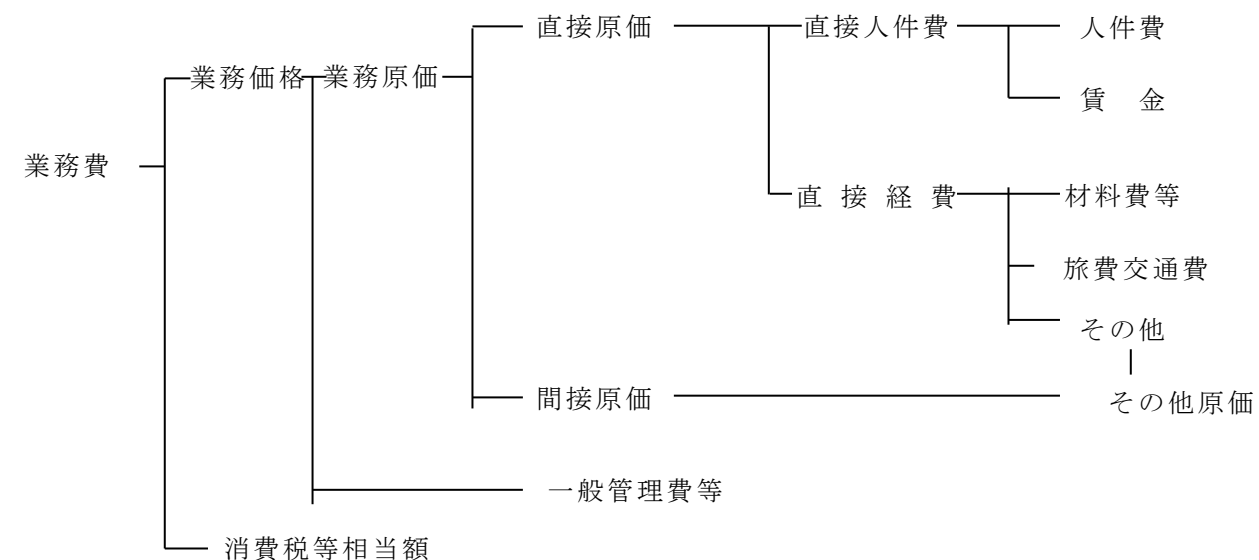 直接原価 直接人件費 人件費
業務価格 業務原価
賃　金
業務費
直 接 経 費 材料費等
旅費交通費
その他
間接原価 その他原価
一般管理費等
消費税等相当額